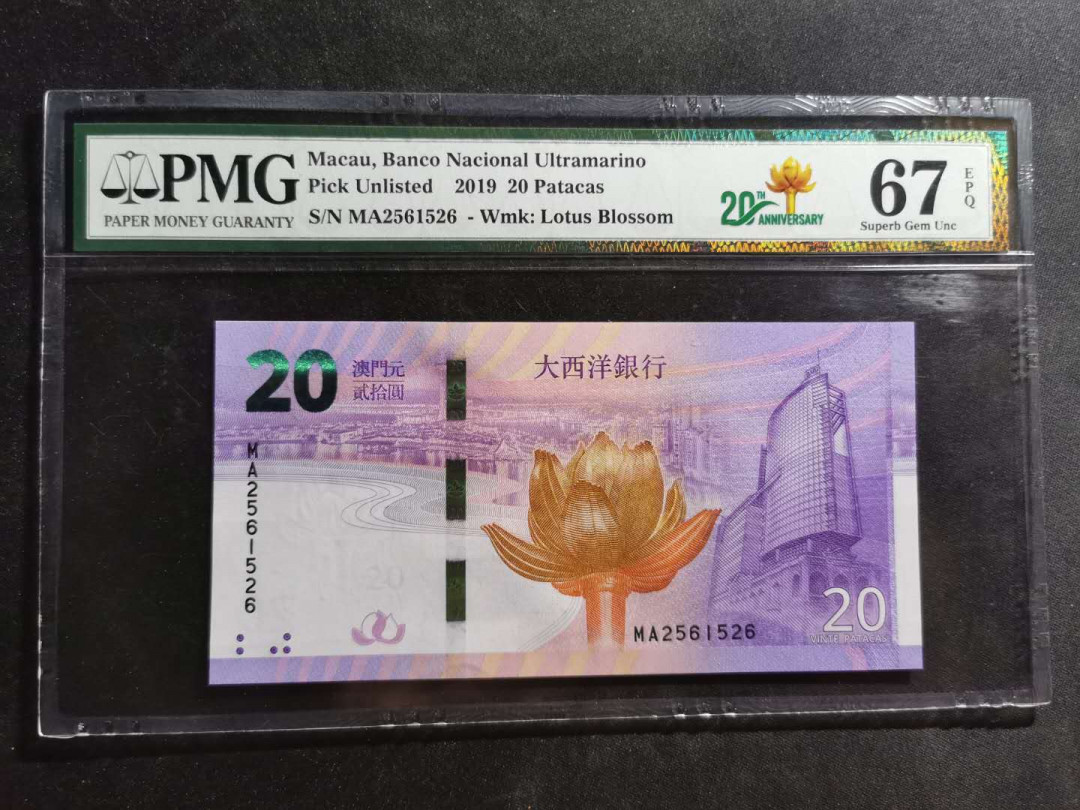 PMG
PAPER MONEY GUARANTY
Macau, Banco Nacional Ultramarino
Pick Unlisted 2019 20 Patacas
S/N MA2561526 - Wmk: Lotus Blossom
20TH
ANNIVERSARY
67
EPQ
Superb Gem Unc
20
澳門元
貳拾圓
大西洋銀行
MA2561526
20
MA2561526
20
VINTE PATACAS